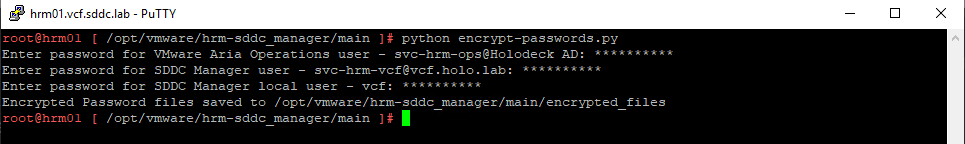 hrm01.vcf.sddc.lab - PuTTY
root@hrm01 [ /opt/vmware/hrm-sddc_manager/main ]# python encrypt-passwords.py
Enter password for VMware Aria Operations user - svc-hrm-ops@Holodeck AD: **********
Enter password for SDDC Manager user - svc-hrm-vcf@vcf.holo.lab: **********
Enter password for SDDC Manager local user - vcf: **********
Encrypted Password files saved to /opt/vmware/hrm-sddc_manager/main/encrypted_files
root@hrm01 [ /opt/vmware/hrm-sddc_manager/main ]#